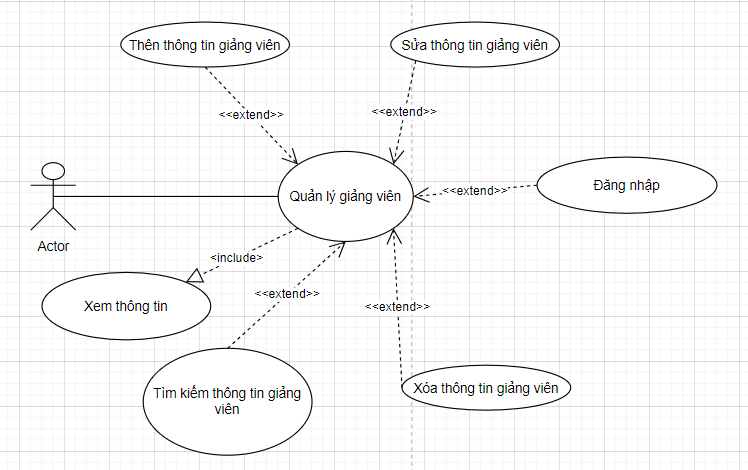 Thên thông tin giảng viên
Sửa thông tin giảng viên
<<extend>>
<<extend>>
Quản lý giảng viên
Đăng nhập
<<extend>>
Actor
<include>
Xem thông tin
<<extend>>
<<extend>>
Tìm kiếm thông tin giảng
viên
Xóa thông tin giảng viên